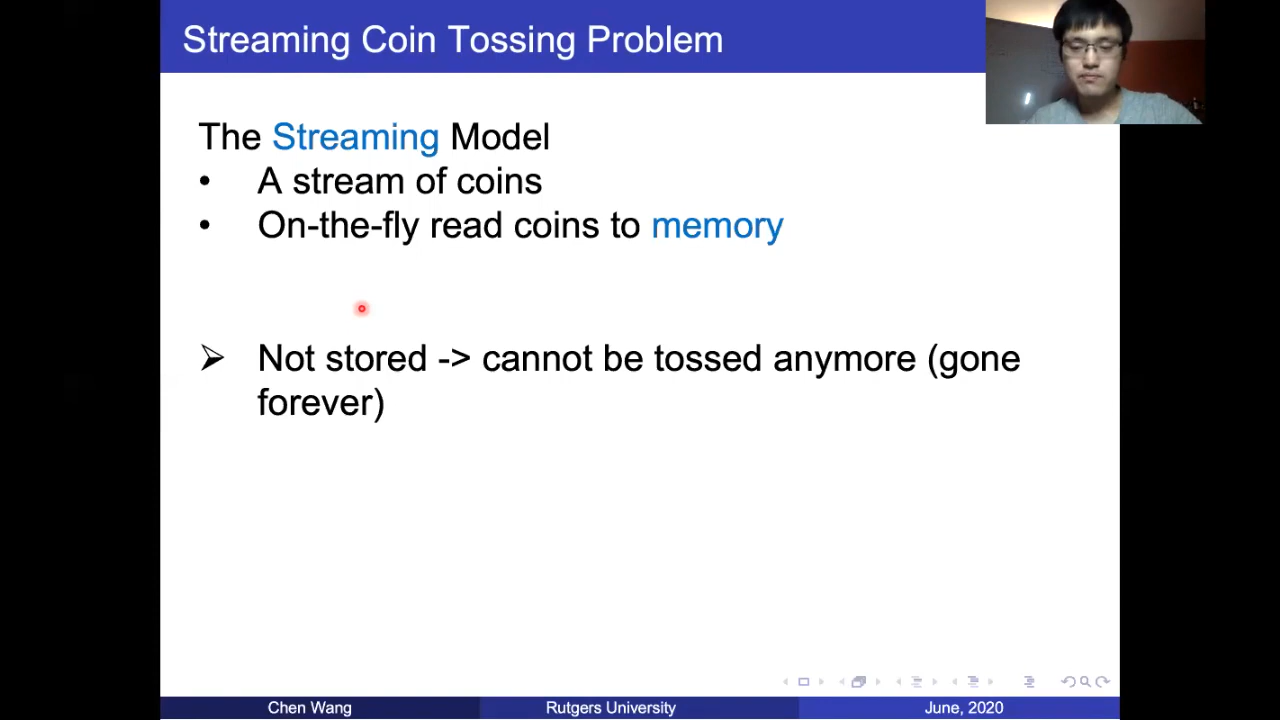 Streaming Coin Tossing Problem
The Streaming Model
• A stream of coins
• On-the-fly read coins to memory
➢ Not stored -> cannot be tossed anymore (gone
forever)
Chen Wang Rutgers University June, 2020